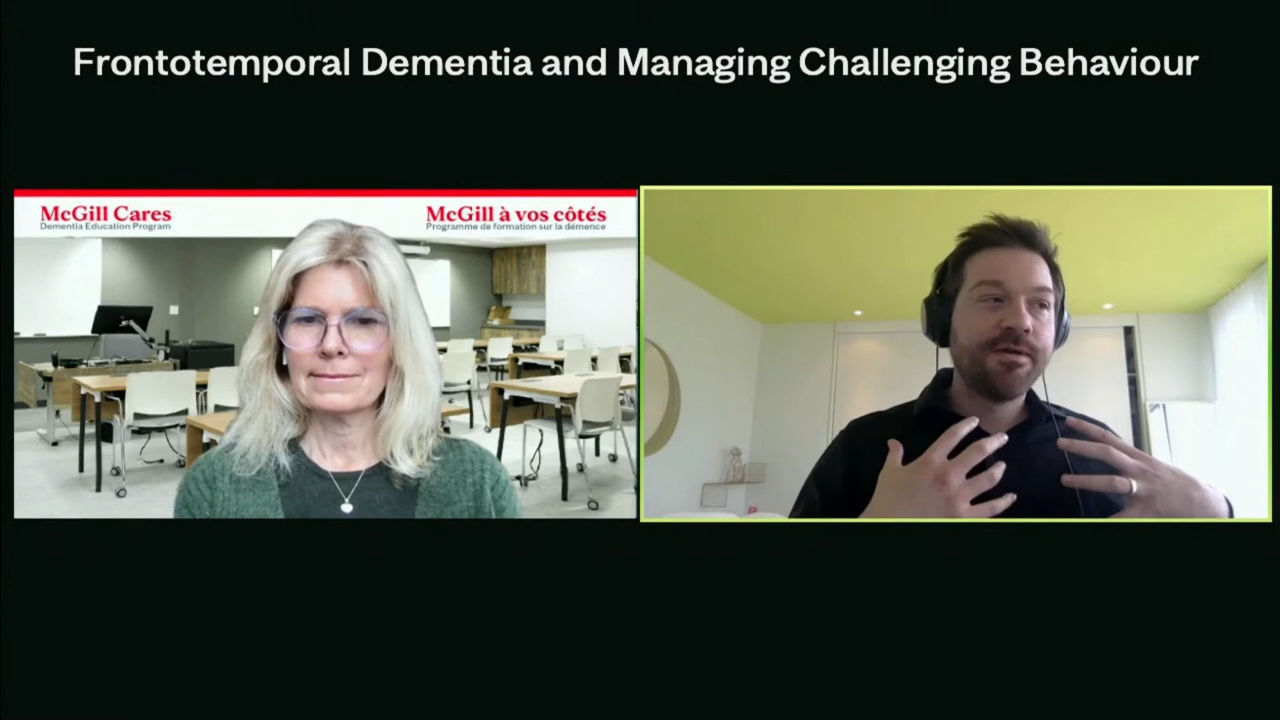 Frontotemporal Dementia and Managing Challenging Behaviour
McGill Cares
Dementia Education Program
McGill à vos côtés
Programme de formation sur la démence